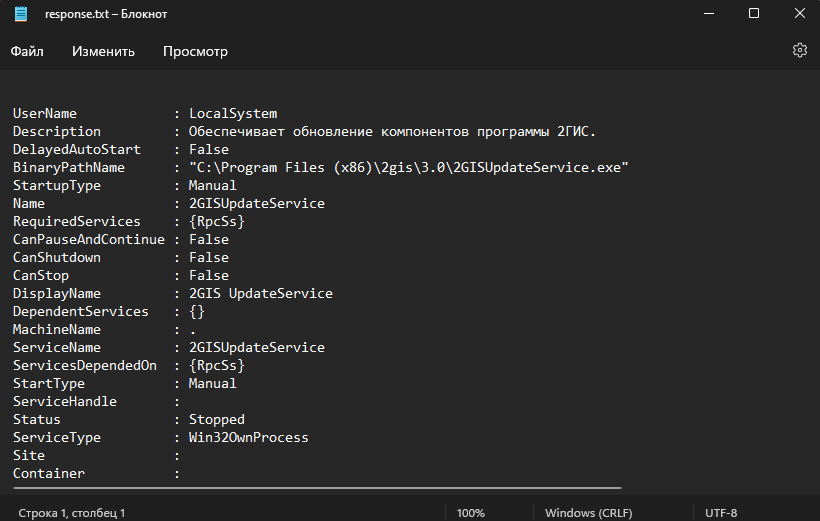 response.txt – Блокнот
Файл Изменить Просмотр
UserName : LocalSystem
Description : Обеспечивает обновление компонентов программы 2ГИС.
DelayedAutoStart : False
BinaryPathName : "C:\Program Files (x86)\2gis\3.0\2GISUpdateService.exe"
StartupType : Manual
Name : 2GISUpdateService
RequiredServices : {RpcSs}
CanPauseAndContinue : False
CanShutdown : False
CanStop : False
DisplayName : 2GIS UpdateService
DependentServices : {}
MachineName : .
ServiceName : 2GISUpdateService
ServicesDependedOn : {RpcSs}
StartType : Manual
ServiceHandle :
Status : Stopped
ServiceType : Win32OwnProcess
Site :
Container :
Строка 1, столбец 1 100% Windows (CRLF) UTF-8